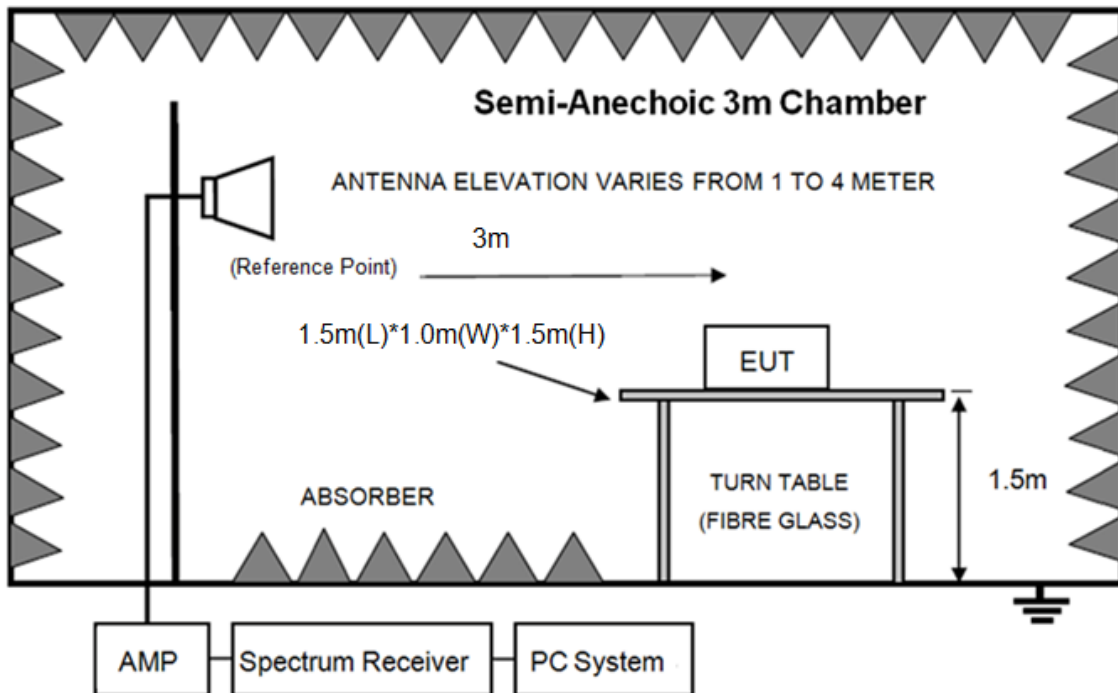 Semi-Anechoic 3m Chamber
ANTENNA ELEVATION VARIES FROM 1 TO 4 METER
3m
(Reference Point)
1.5m(L)*1.0m(W)*1.5m(H)
EUT
ABSORBER
TURN TABLE
(FIBRE GLASS)
1.5m
AMP
Spectrum Receiver
PC System